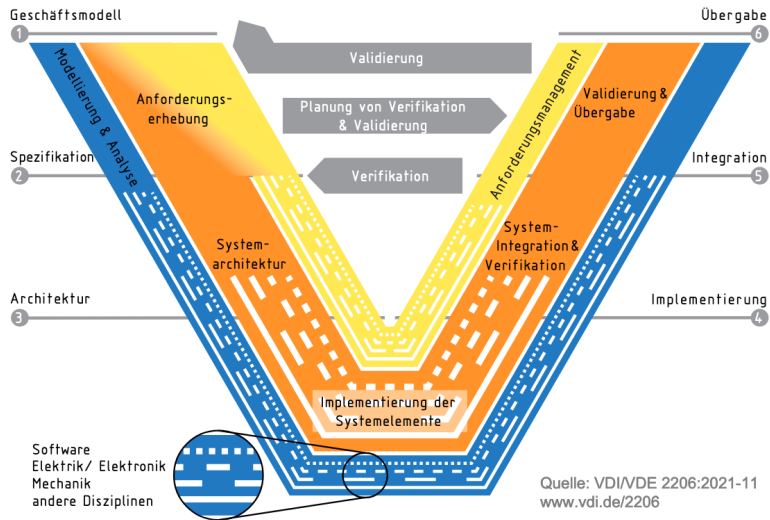 Geschäftsmodell
1
Übergabe
6
Validierung
Modellierung & Analyse
Anforderungs-
erhebung
Planung von Verifikation
& Validierung
Anforderungsmanagement
Validierung &
Übergabe
Spezifikation
2
Verifikation
Integration
5
System-
architektur
System-
Integration &
Verifikation
Architektur
3
Implementierung
4
Implementierung der
Systemelemente
Software
Elektrik/ Elektronik
Mechanik
andere Disziplinen
Quelle: VDI/VDE 2206:2021-11
www.vdi.de/2206